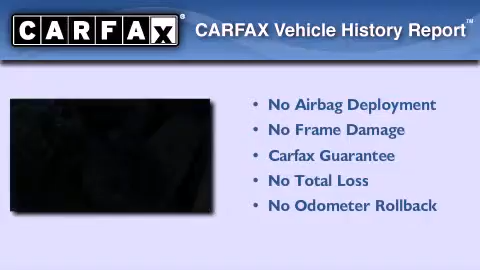 CARFAX® CARFAX Vehicle History Report™
• No Airbag Deployment
• No Frame Damage
• Carfax Guarantee
• No Total Loss
• No Odometer Rollback